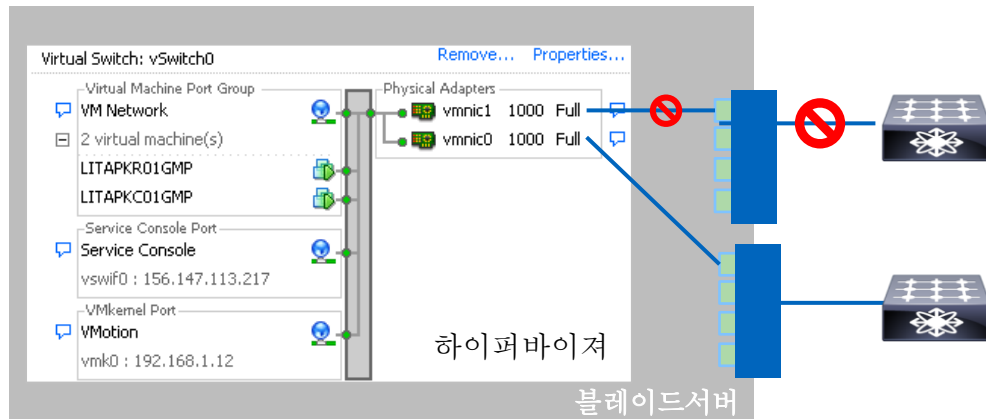 Virtual Switch: vSwitch0 Remove... Properties...
Virtual Machine Port Group Physical Adapters
VM Network vmnic1 1000 Full
2 virtual machine(s) vmnic0 1000 Full
LITAPKR01GMP
LITAPKC01GMP
Service Console Port
Service Console
vswif0 : 156.147.113.217
VMkernel Port
VMotion
vmk0 : 192.168.1.12
하이퍼바이져
블레이드서버